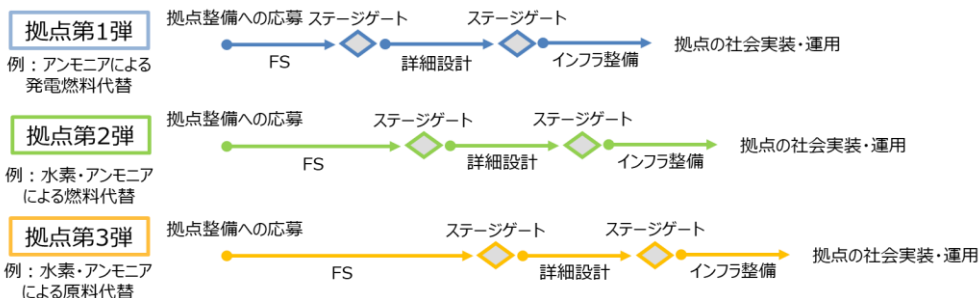 拠点第1弾
例：アンモニアによる
発電燃料代替
拠点整備への応募 ステージゲート ステージゲート
FS 詳細設計 インフラ整備
拠点の社会実装・運用
拠点第2弾
例：水素・アンモニア
による燃料代替
拠点整備への応募 ステージゲート ステージゲート
FS 詳細設計 インフラ整備
拠点の社会実装・運用
拠点第3弾
例：水素・アンモニア
による原料代替
拠点整備への応募 ステージゲート ステージゲート
FS 詳細設計 インフラ整備
拠点の社会実装・運用